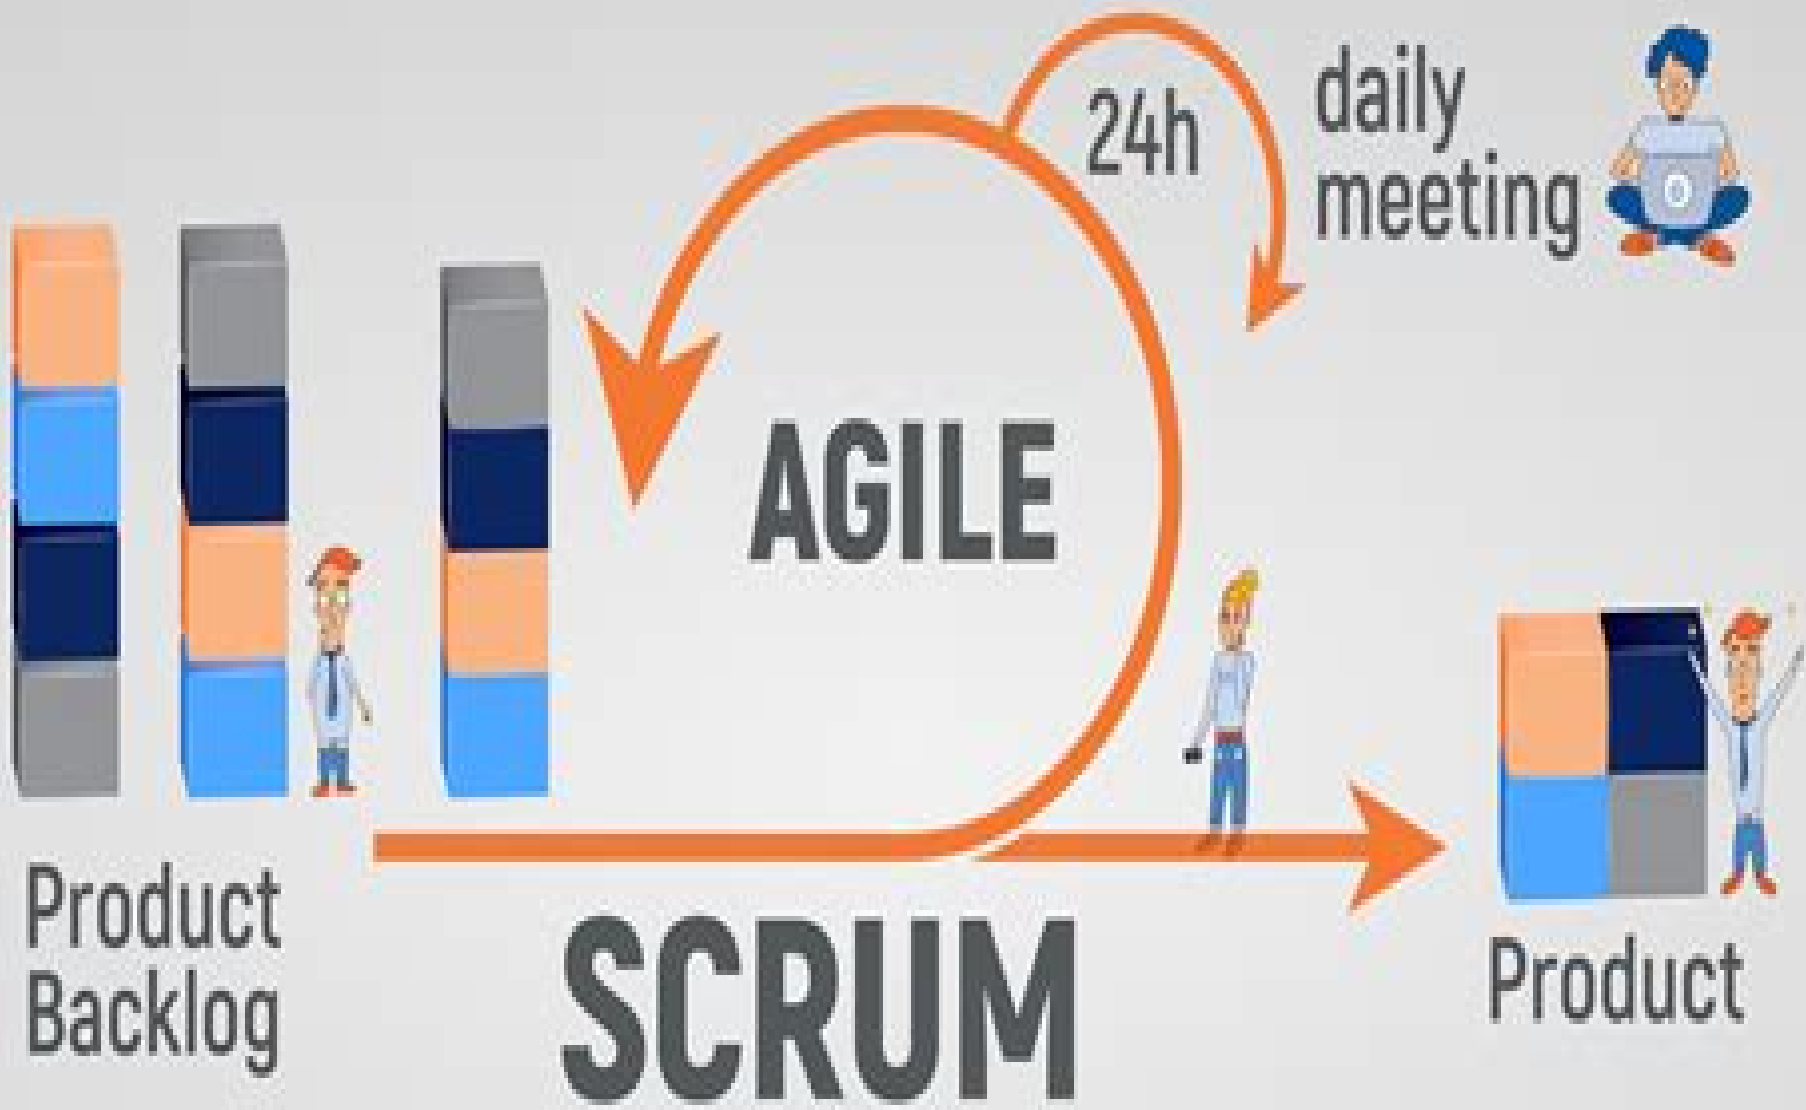 24h
daily
meeting
AGILE
Product
Backlog
SCRUM
Product